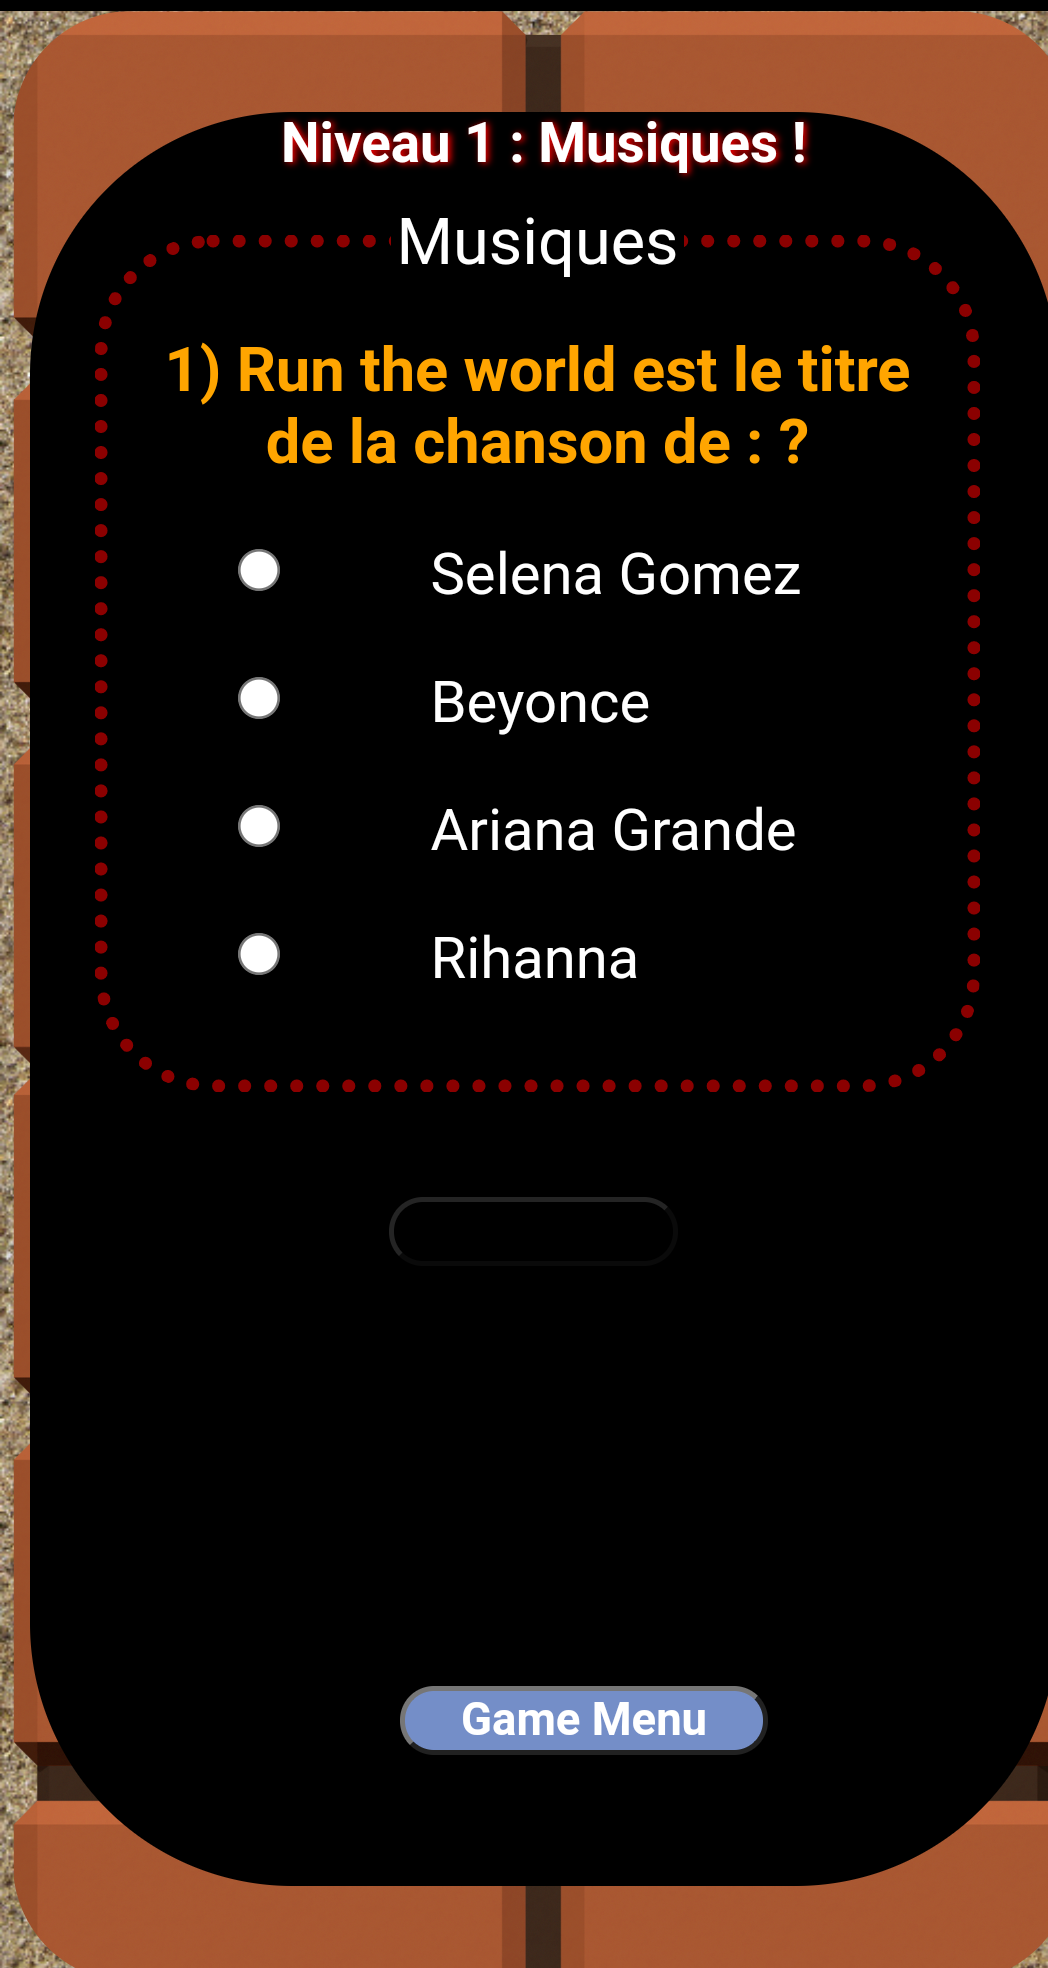 Niveau 1 : Musiques !
Musiques
1) Run the world est le titre
de la chanson de : ?
Selena Gomez
Beyonce
Ariana Grande
Rihanna
Game Menu